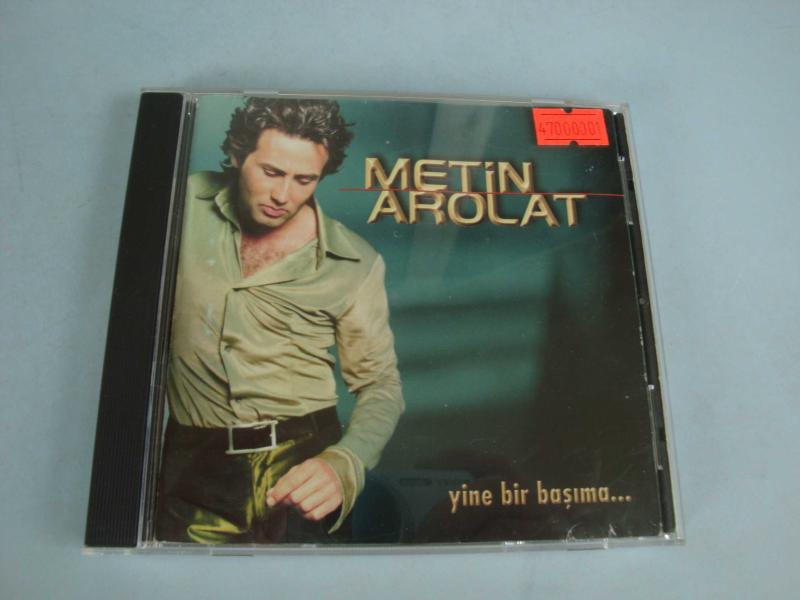 47000301
METİN
AROLAT
yine bir başıma...